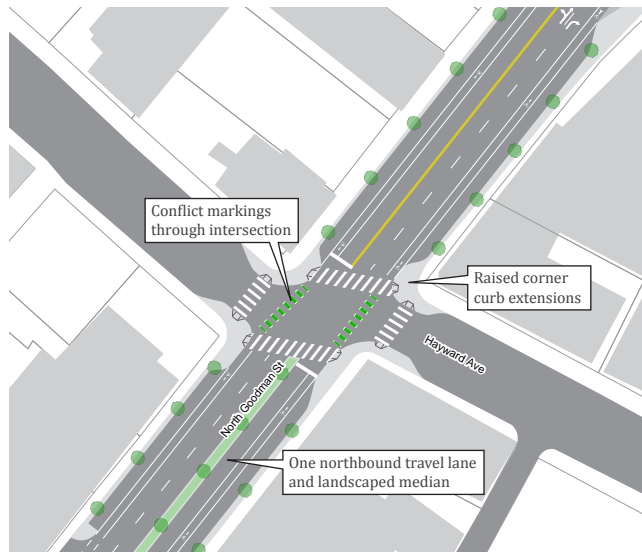 Conflict markings
through intersection
Raised corner
curb extensions
Hayward Ave
North Goodman St
One northbound travel lane
and landscaped median